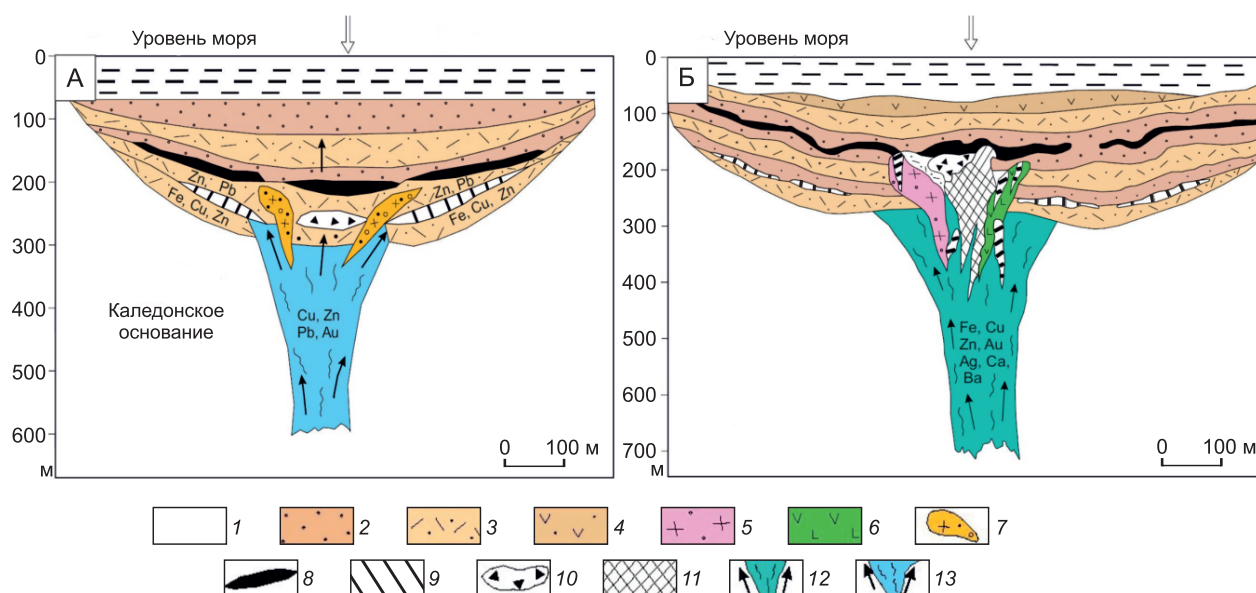 Уровень моря
А
0
100
200
300
400
500
600
м
Zn, Pb
Fe, Cu, Zn
Zn, Pb
Fe, Cu, Zn
Каледонское
основание
Cu, Zn
Pb, Au
0 100 м
Уровень моря
Б
0
100
200
300
400
500
600
700
м
Fe, Cu
Zn, Au
Ag, Ca,
Ba
0 100 м
1 2 3 4 5 6 7
8 9 10 11 12 13